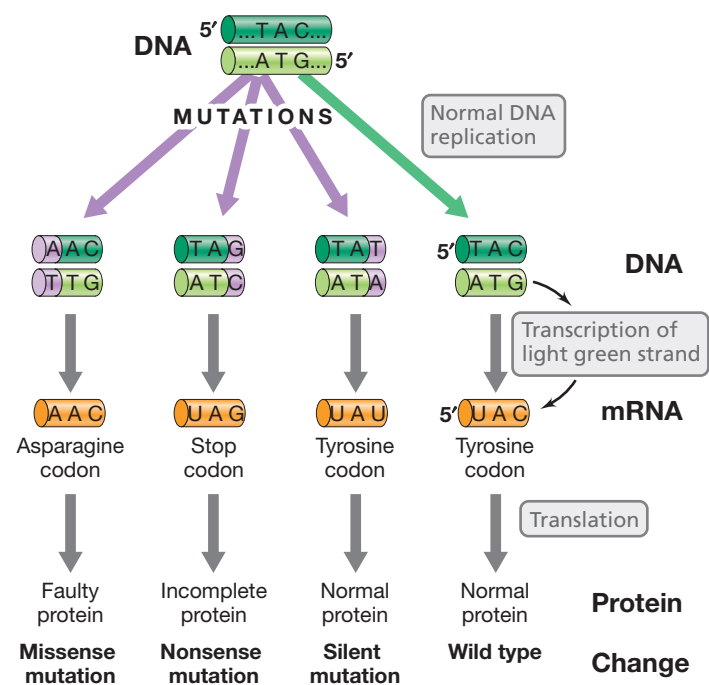 DNA
5′ ...T A C...
...A T G... 5′
MUTATIONS
Normal DNA
replication
A A C
T T G
T A G
A T C
T A T
A T A
5′ T A C
A T G
DNA
Transcription of
light green strand
A A C
U A G
U A U
5′ U A C
mRNA
Asparagine
codon
Stop
codon
Tyrosine
codon
Tyrosine
codon
Translation
Faulty
protein
Incomplete
protein
Normal
protein
Normal
protein
Protein
Missense
mutation
Nonsense
mutation
Silent
mutation
Wild type
Change